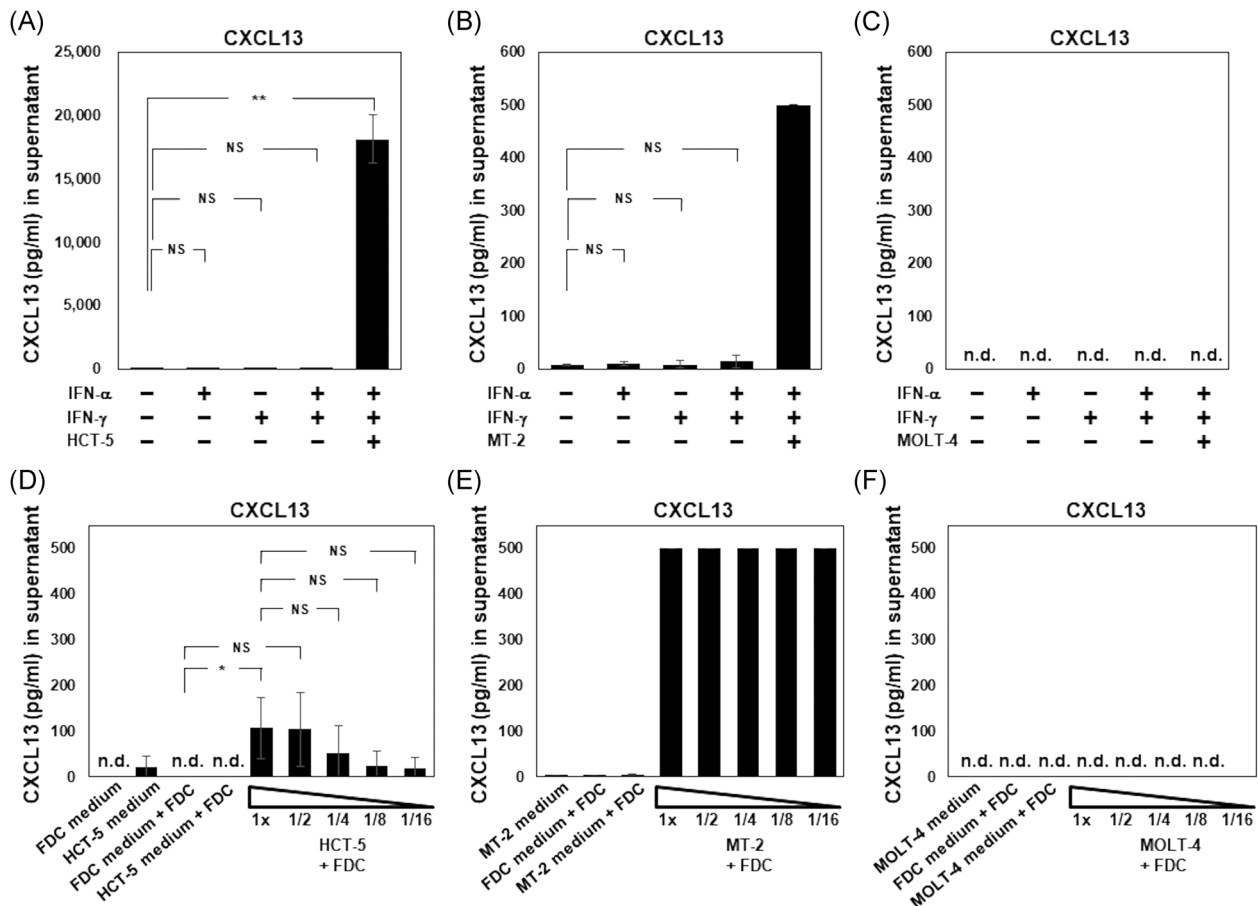 (A)
CXCL13
CXCL13 (pg/ml) in supernatant
25,000
20,000
15,000
10,000
5,000
0
**
NS
NS
NS
IFN-α − + − + +
IFN-γ − − + + +
HCT-5 − − − − +
(B)
CXCL13
CXCL13 (pg/ml) in supernatant
600
500
400
300
200
100
0
NS
NS
NS
IFN-α − + − + +
IFN-γ − − + + +
MT-2 − − − − +
(C)
CXCL13
CXCL13 (pg/ml) in supernatant
600
500
400
300
200
100
0
n.d. n.d. n.d. n.d. n.d.
IFN-α − + − + +
IFN-γ − − + + +
MOLT-4 − − − − +
(D)
CXCL13
CXCL13 (pg/ml) in supernatant
500
400
300
200
100
0
NS
NS
NS
NS
*
n.d. n.d. n.d.
FDC medium
HCT-5 medium
FDC medium + FDC
HCT-5 medium + FDC
1x 1/2 1/4 1/8 1/16
HCT-5
+ FDC
(E)
CXCL13
CXCL13 (pg/ml) in supernatant
500
400
300
200
100
0
MT-2 medium
FDC medium + FDC
MT-2 medium + FDC
1x 1/2 1/4 1/8 1/16
MT-2
+ FDC
(F)
CXCL13
CXCL13 (pg/ml) in supernatant
500
400
300
200
100
0
n.d. n.d. n.d. n.d. n.d. n.d. n.d.
MOLT-4 medium
FDC medium + FDC
MOLT-4 medium + FDC
1x 1/2 1/4 1/8 1/16
MOLT-4
+ FDC